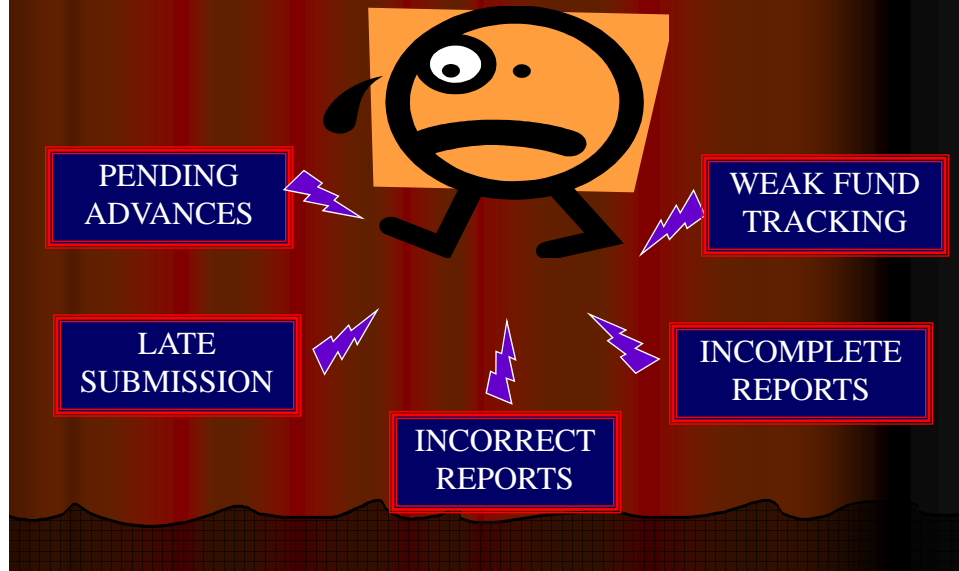 PENDING
ADVANCES
WEAK FUND
TRACKING
LATE
SUBMISSION
INCOMPLETE
REPORTS
INCORRECT
REPORTS